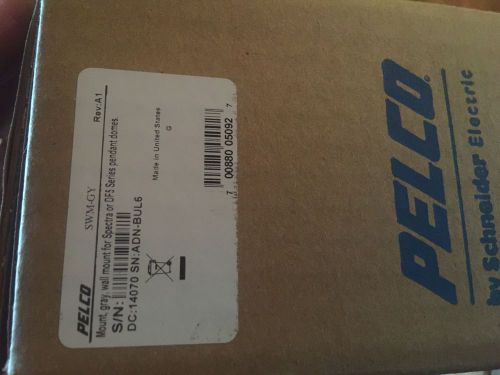 PELCO
SWM-GY
Rev:A1
Mount, gray, wall mount for Spectra or DF5 Series pendant domes.
S/N:
DC:14070 SN:ADN-BUL6
Made in United States
G
7 00880 05092 7
PELCO®
by Schneider Electric